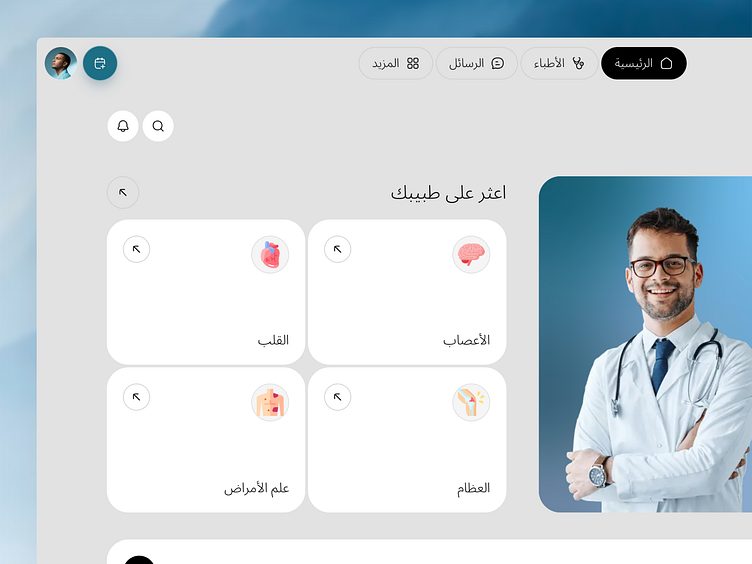 الرئيسية
الأطباء
الرسائل
المزيد
اعثر على طبيبك
الأعصاب
القلب
العظام
علم الأمراض